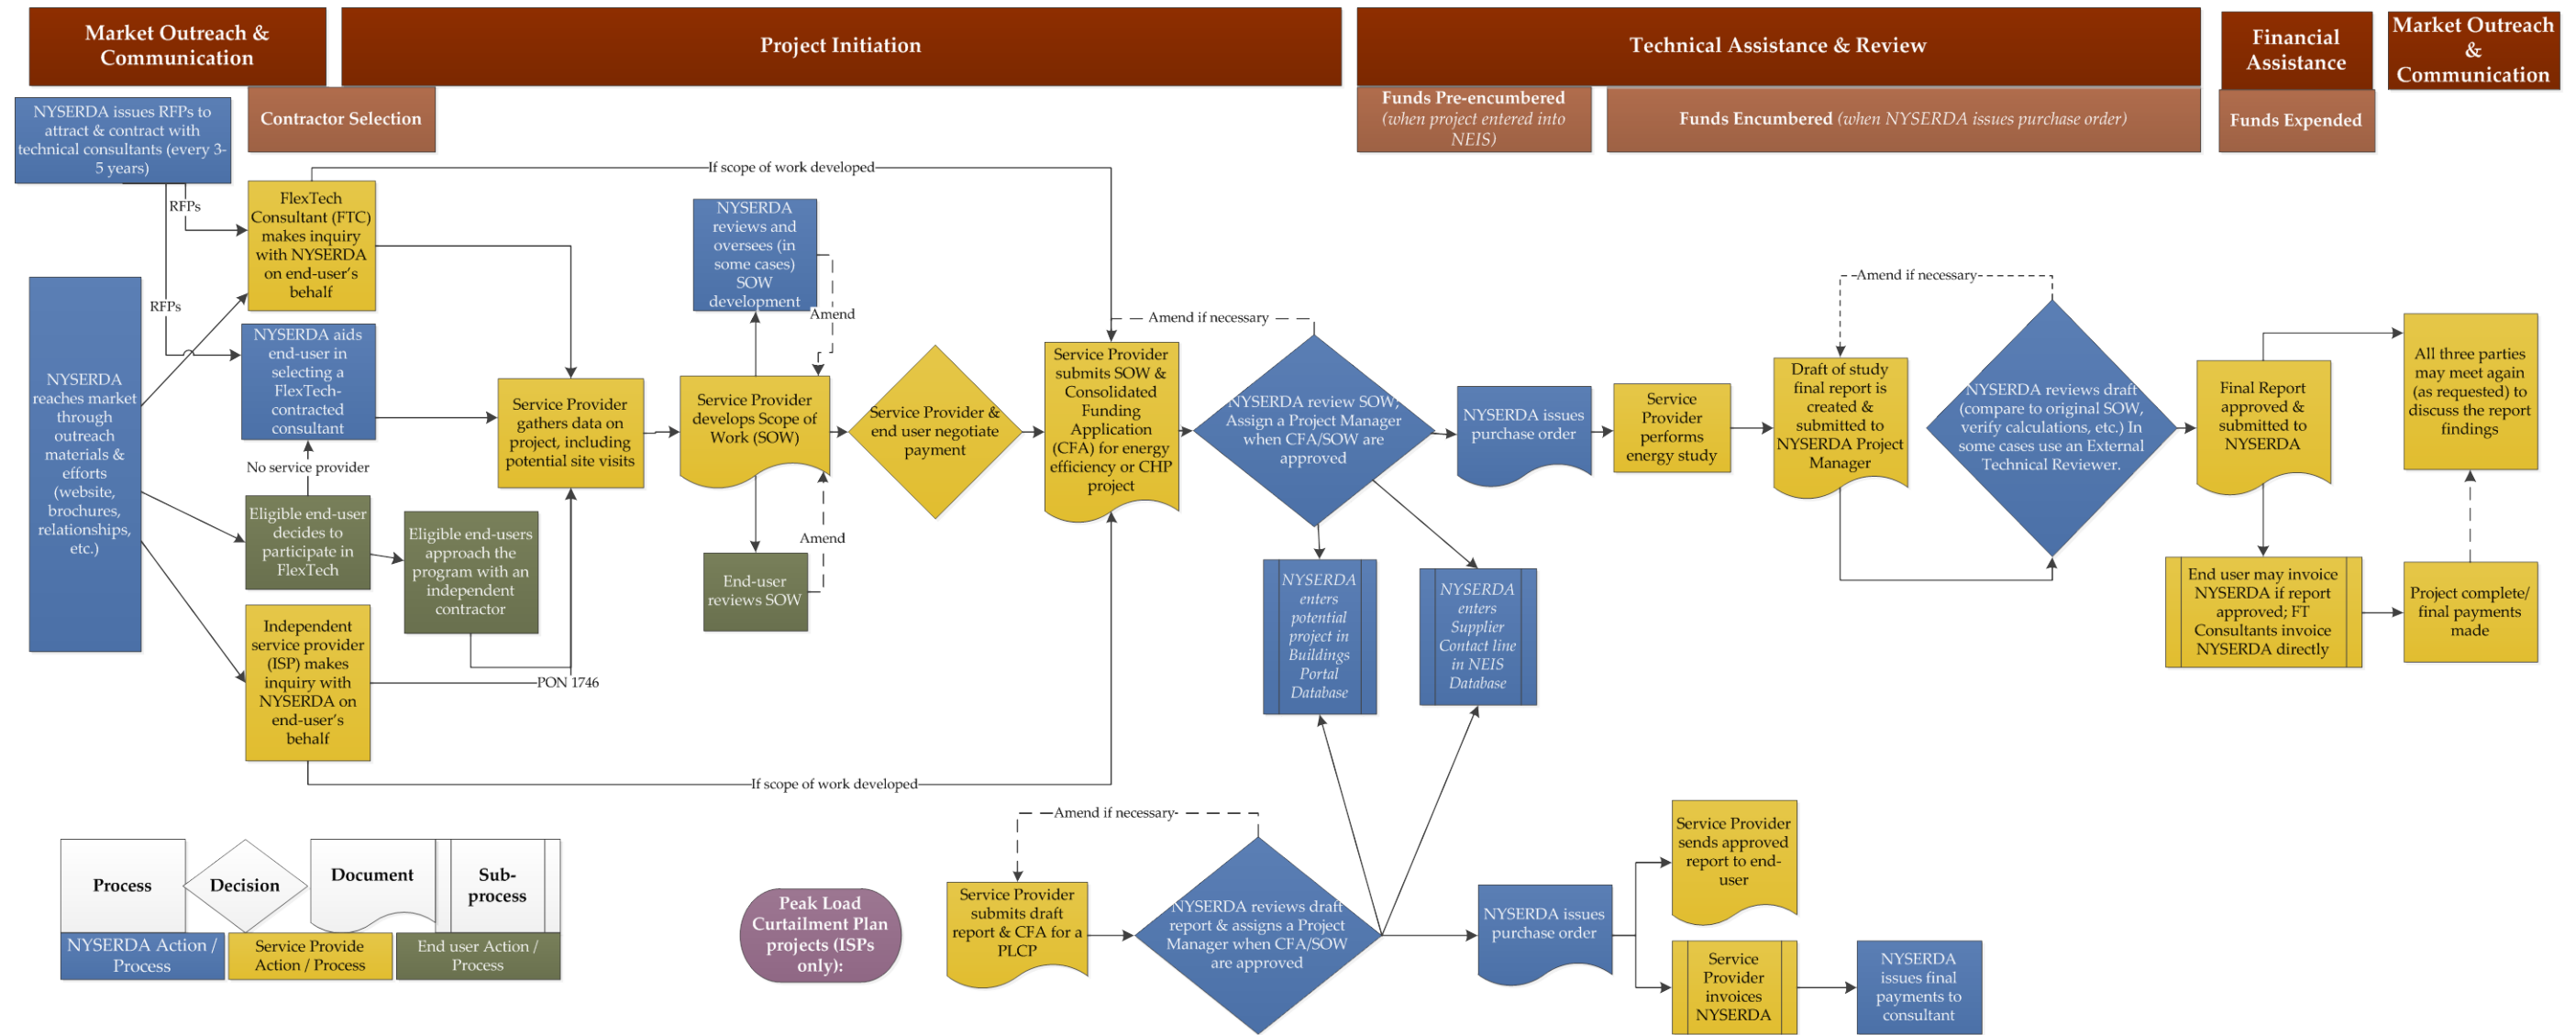 Market Outreach &
Communication
Project Initiation
Technical Assistance & Review
Financial
Assistance
Market Outreach
&
Communication
NYSERDA issues RFPs to
attract & contract with
technical consultants (every 3-
5 years)
Contractor Selection
Funds Pre-encumbered
(when project entered into
NEIS)
Funds Encumbered (when NYSERDA issues purchase order)
Funds Expended
RFPs
RFPs
If scope of work developed
FlexTech
Consultant (FTC)
makes inquiry
with NYSERDA
on end-user's
behalf
NYSERDA
reaches market
through
outreach
materials &
efforts
(website,
brochures,
relationships,
etc.)
NYSERDA aids
end-user in
selecting a
FlexTech-
contracted
consultant
No service provider
Eligible end-user
decides to
participate in
FlexTech
Eligible end-users
approach the
program with an
independent
contractor
Independent
service provider
(ISP) makes
inquiry with
NYSERDA on
end-user's
behalf
PON 1746
If scope of work developed
Service Provider
gathers data on
project, including
potential site visits
NYSERDA
reviews and
oversees (in
some cases)
SOW
development
Amend
Service Provider
develops Scope of
Work (SOW)
Amend
End-user
reviews SOW
Service Provider &
end user negotiate
payment
Service Provider
submits SOW &
Consolidated
Funding
Application
(CFA) for energy
efficiency or CHP
project
Amend if necessary
NYSERDA review SOW,
Assign a Project Manager
when CFA/SOW are
approved
NYSERDA
enters
potential
project in
Buildings
Portal
Database
NYSERDA
enters
Supplier
Contact line
in NEIS
Database
NYSERDA issues
purchase order
Service
Provider
performs
energy study
Amend if necessary
Draft of study
final report is
created &
submitted to
NYSERDA Project
Manager
NYSERDA reviews draft
(compare to original SOW,
verify calculations, etc.) In
some cases use an External
Technical Reviewer.
Final Report
approved &
submitted to
NYSERDA
All three parties
may meet again
(as requested) to
discuss the report
findings
End user may invoice
NYSERDA if report
approved; FT
Consultants invoice
NYSERDA directly
Project complete/
final payments
made
Process
Decision
Document
Sub-
process
NYSERDA Action /
Process
Service Provide
Action / Process
End user Action /
Process
Peak Load
Curtailment Plan
projects (ISPs
only):
Amend if necessary
Service Provider
submits draft
report & CFA for a
PLCP
NYSERDA reviews draft
report & assigns a Project
Manager when CFA/SOW
are approved
NYSERDA issues
purchase order
Service Provider
sends approved
report to end-
user
Service
Provider
invoices
NYSERDA
NYSERDA
issues final
payments to
consultant